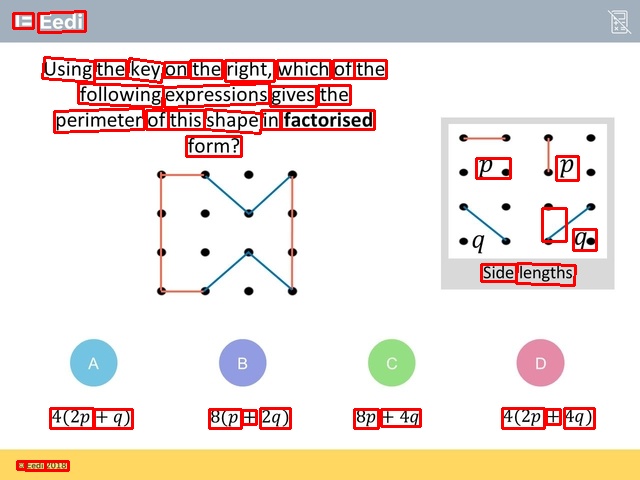 Eedi
Using the key on the right, which of the
following expressions gives the
perimeter of this shape in factorised
form?
p p
q q
Side lengths
A B C D
4(2p + q) 8(p + 2q) 8p + 4q 4(2p + 4q)
© Eedi 2018